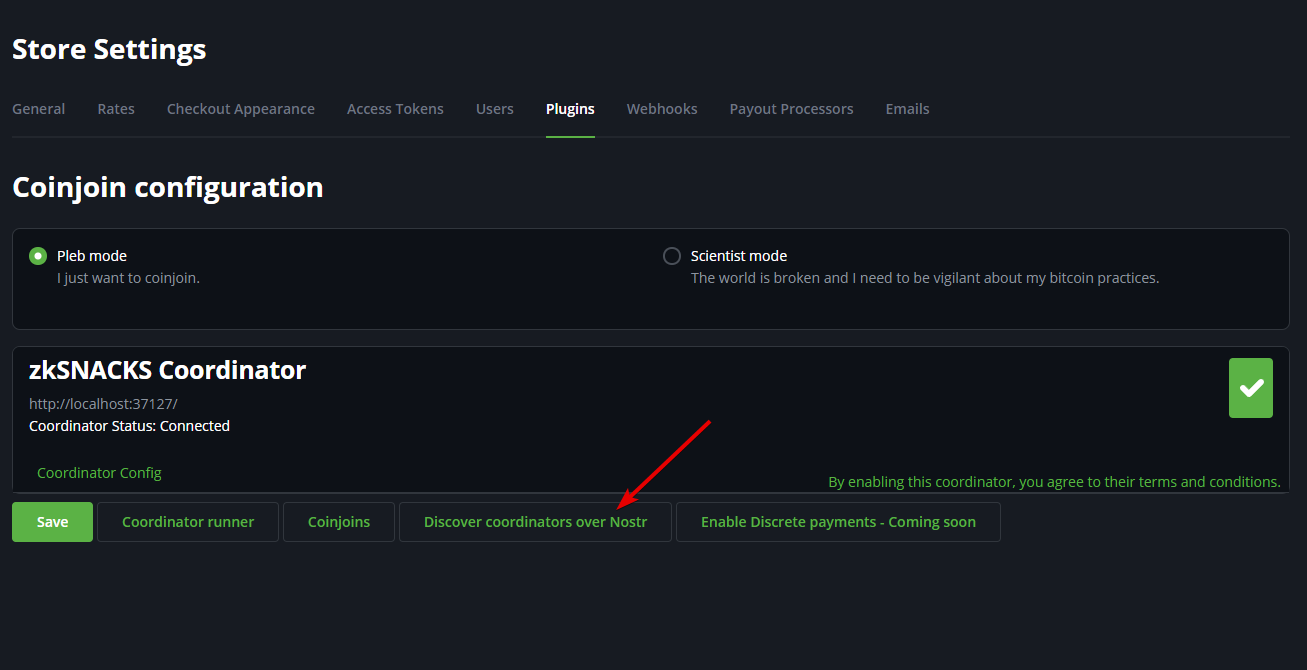 Store Settings
General Rates Checkout Appearance Access Tokens Users Plugins Webhooks Payout Processors Emails
Coinjoin configuration
Pleb mode
I just want to coinjoin.
Scientist mode
The world is broken and I need to be vigilant about my bitcoin practices.
zkSNACKS Coordinator
http://localhost:37127/
Coordinator Status: Connected
Coordinator Config
By enabling this coordinator, you agree to their terms and conditions.
Save Coordinator runner Coinjoins Discover coordinators over Nostr Enable Discrete payments - Coming soon